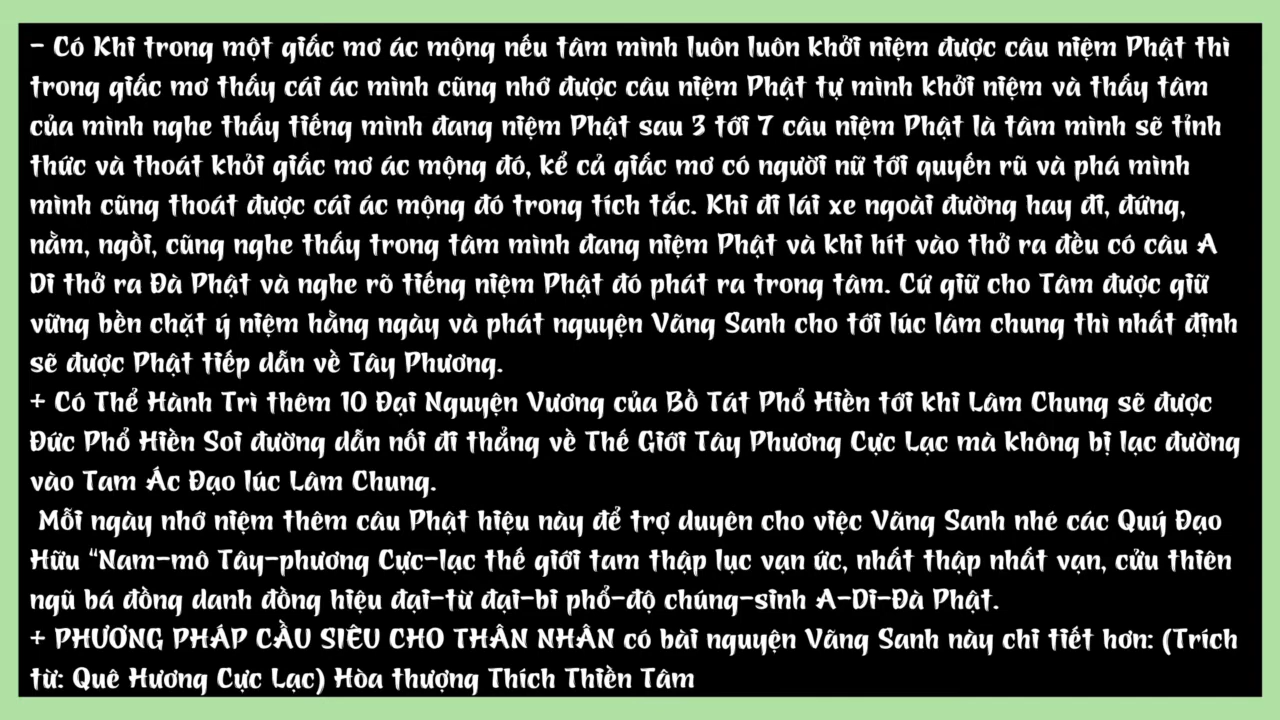 - Có Khi trong một giấc mơ ác mộng nếu tâm mình luôn luôn khởi niệm được câu niệm Phật thì
trong giấc mơ thấy cái ác mình cũng nhớ được câu niệm Phật tự mình khởi niệm và thấy tâm
của mình nghe thấy tiếng mình đang niệm Phật sau 3 tới 7 câu niệm Phật là tâm mình sẽ tỉnh
thức và thoát khỏi giấc mơ ác mộng đó, kể cả giấc mơ có người nữ tới quyến rũ và phá mình
mình cũng thoát được cái ác mộng đó trong tích tắc. Khi đi lái xe ngoài đường hay đi, đứng,
nằm, ngồi, cũng nghe thấy trong tâm mình đang niệm Phật và khi hít vào thở ra đều có câu A
Di thở ra Đà Phật và nghe rõ tiếng niệm Phật đó phát ra trong tâm. Cứ giữ cho Tâm được giữ
vững bền chặt ý niệm hằng ngày và phát nguyện Vãng Sanh cho tới lúc lâm chung thì nhất định
sẽ được Phật tiếp dẫn về Tây Phương.
+ Có Thể Hành Trì thêm 10 Đại Nguyện Vương của Bồ Tát Phổ Hiền tới khi Lâm Chung sẽ được
Đức Phổ Hiền Soi đường dẫn nối đi thẳng về Thế Giới Tây Phương Cực Lạc mà không bị lạc đường
vào Tam Ác Đạo lúc Lâm Chung.
Mỗi ngày nhớ niệm thêm câu Phật hiệu này để trợ duyên cho việc Vãng Sanh nhé các Quý Đạo
Hữu “Nam-mô Tây-phương Cực-lạc thế giới tam thập lục vạn ức, nhất thập nhất vạn, cửu thiên
ngũ bá đồng danh đồng hiệu đại-từ đại-bi phổ-độ chúng-sinh A-Di-Đà Phật.
+ PHƯƠNG PHÁP CẦU SIÊU CHO THÂN NHÂN có bài nguyện Vãng Sanh này chi tiết hơn: (Trích
từ: Quê Hương Cực Lạc) Hòa thượng Thích Thiền Tâm